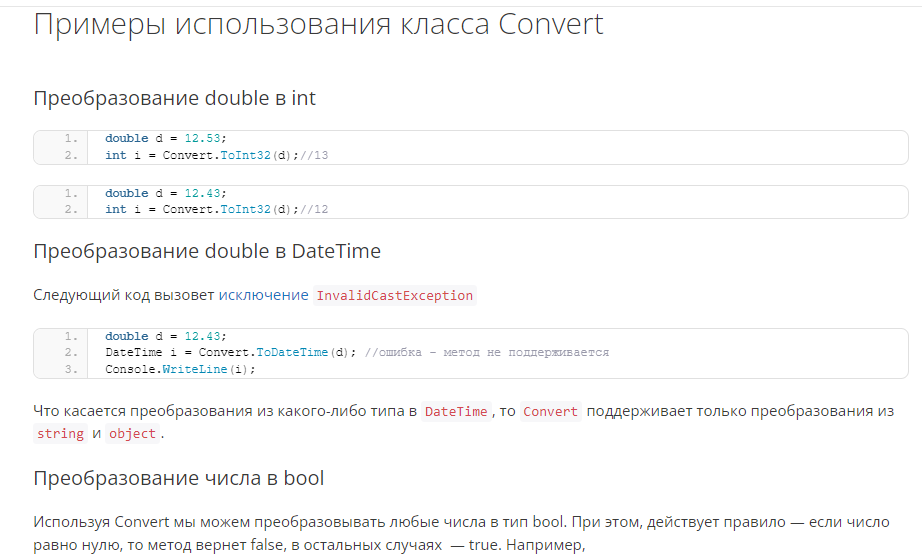 Примеры использования класса Convert
Преобразование double в int
1. double d = 12.53;
2. int i = Convert.ToInt32(d);//13
1. double d = 12.43;
2. int i = Convert.ToInt32(d);//12
Преобразование double в DateTime
Следующий код вызовет исключение InvalidCastException
1. double d = 12.43;
2. DateTime i = Convert.ToDateTime(d); //ошибка - метод не поддерживается
3. Console.WriteLine(i);
Что касается преобразования из какого-либо типа в DateTime, то Convert поддерживает только преобразования из
string и object.
Преобразование числа в bool
Используя Convert мы можем преобразовывать любые числа в тип bool. При этом, действует правило — если число
равно нулю, то метод вернет false, в остальных случаях — true. Например,